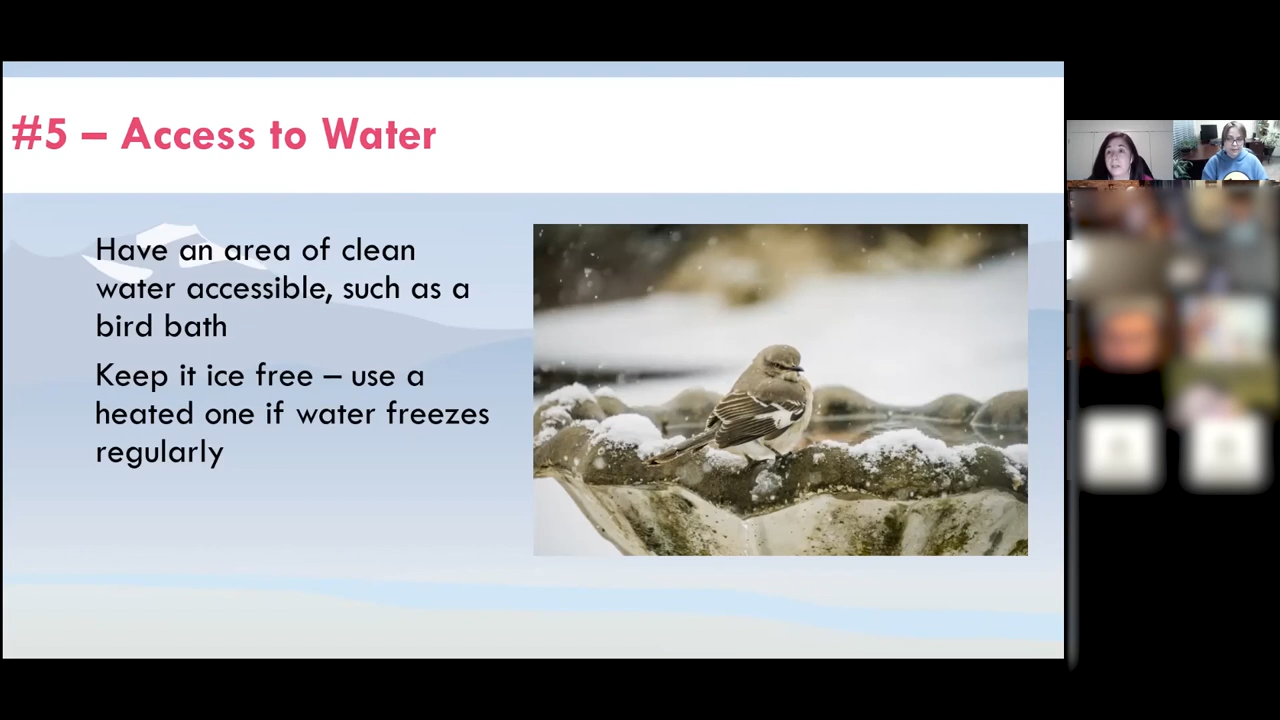 #5 – Access to Water
Have an area of clean
water accessible, such as a
bird bath
Keep it ice free – use a
heated one if water freezes
regularly